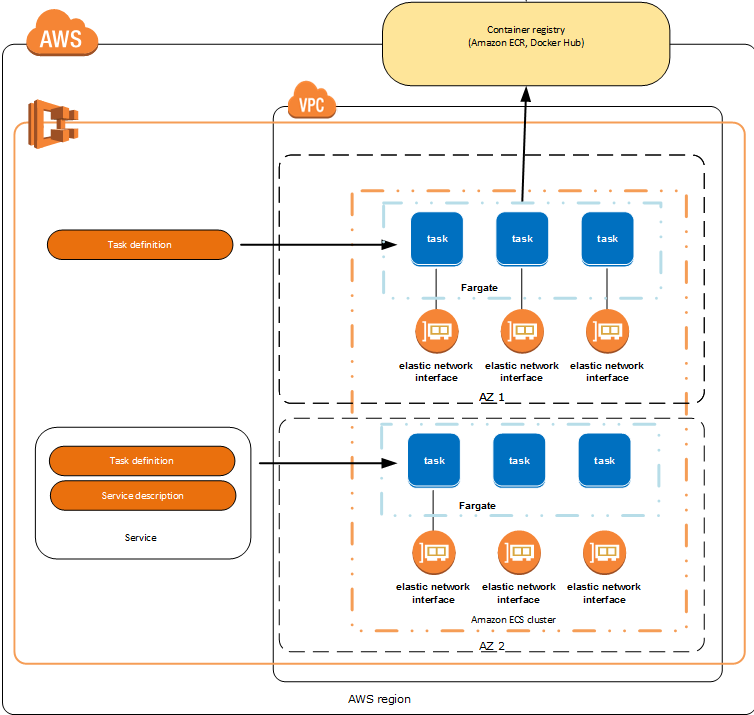 Container registry
(Amazon ECR, Docker Hub)
AWS
VPC
Task definition
task
task
task
Fargate
elastic network
interface
elastic network
interface
elastic network
interface
AZ 1
Task definition
Service description
Service
task
task
task
Fargate
elastic network
interface
elastic network
interface
elastic network
interface
Amazon ECS cluster
AZ 2
AWS region